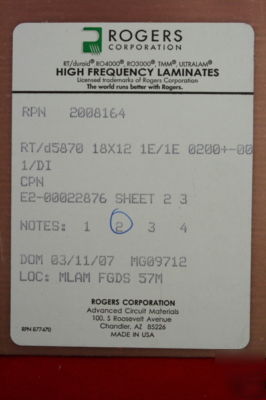 ROGERS
CORPORATION
RT/duroid® RO4000®, RO3000®, TMM®, ULTRALAM®
HIGH FREQUENCY LAMINATES
Licensed trademarks of Rogers Corporation.
The world runs better with Rogers.
RPN 2008164
RT/d5870 18X12 1E/1E 0200+-00
1/DI
CPN
E2-00022876 SHEET 2 3
NOTES: 1 2 3 4
DOM 03/11/07 MG09712
LOC: MLAM FGDS 57M
ROGERS CORPORATION
Advanced Circuit Materials
100, S Roosevelt Avenue
Chandler, AZ 85226
MADE IN USA
RPN 677470